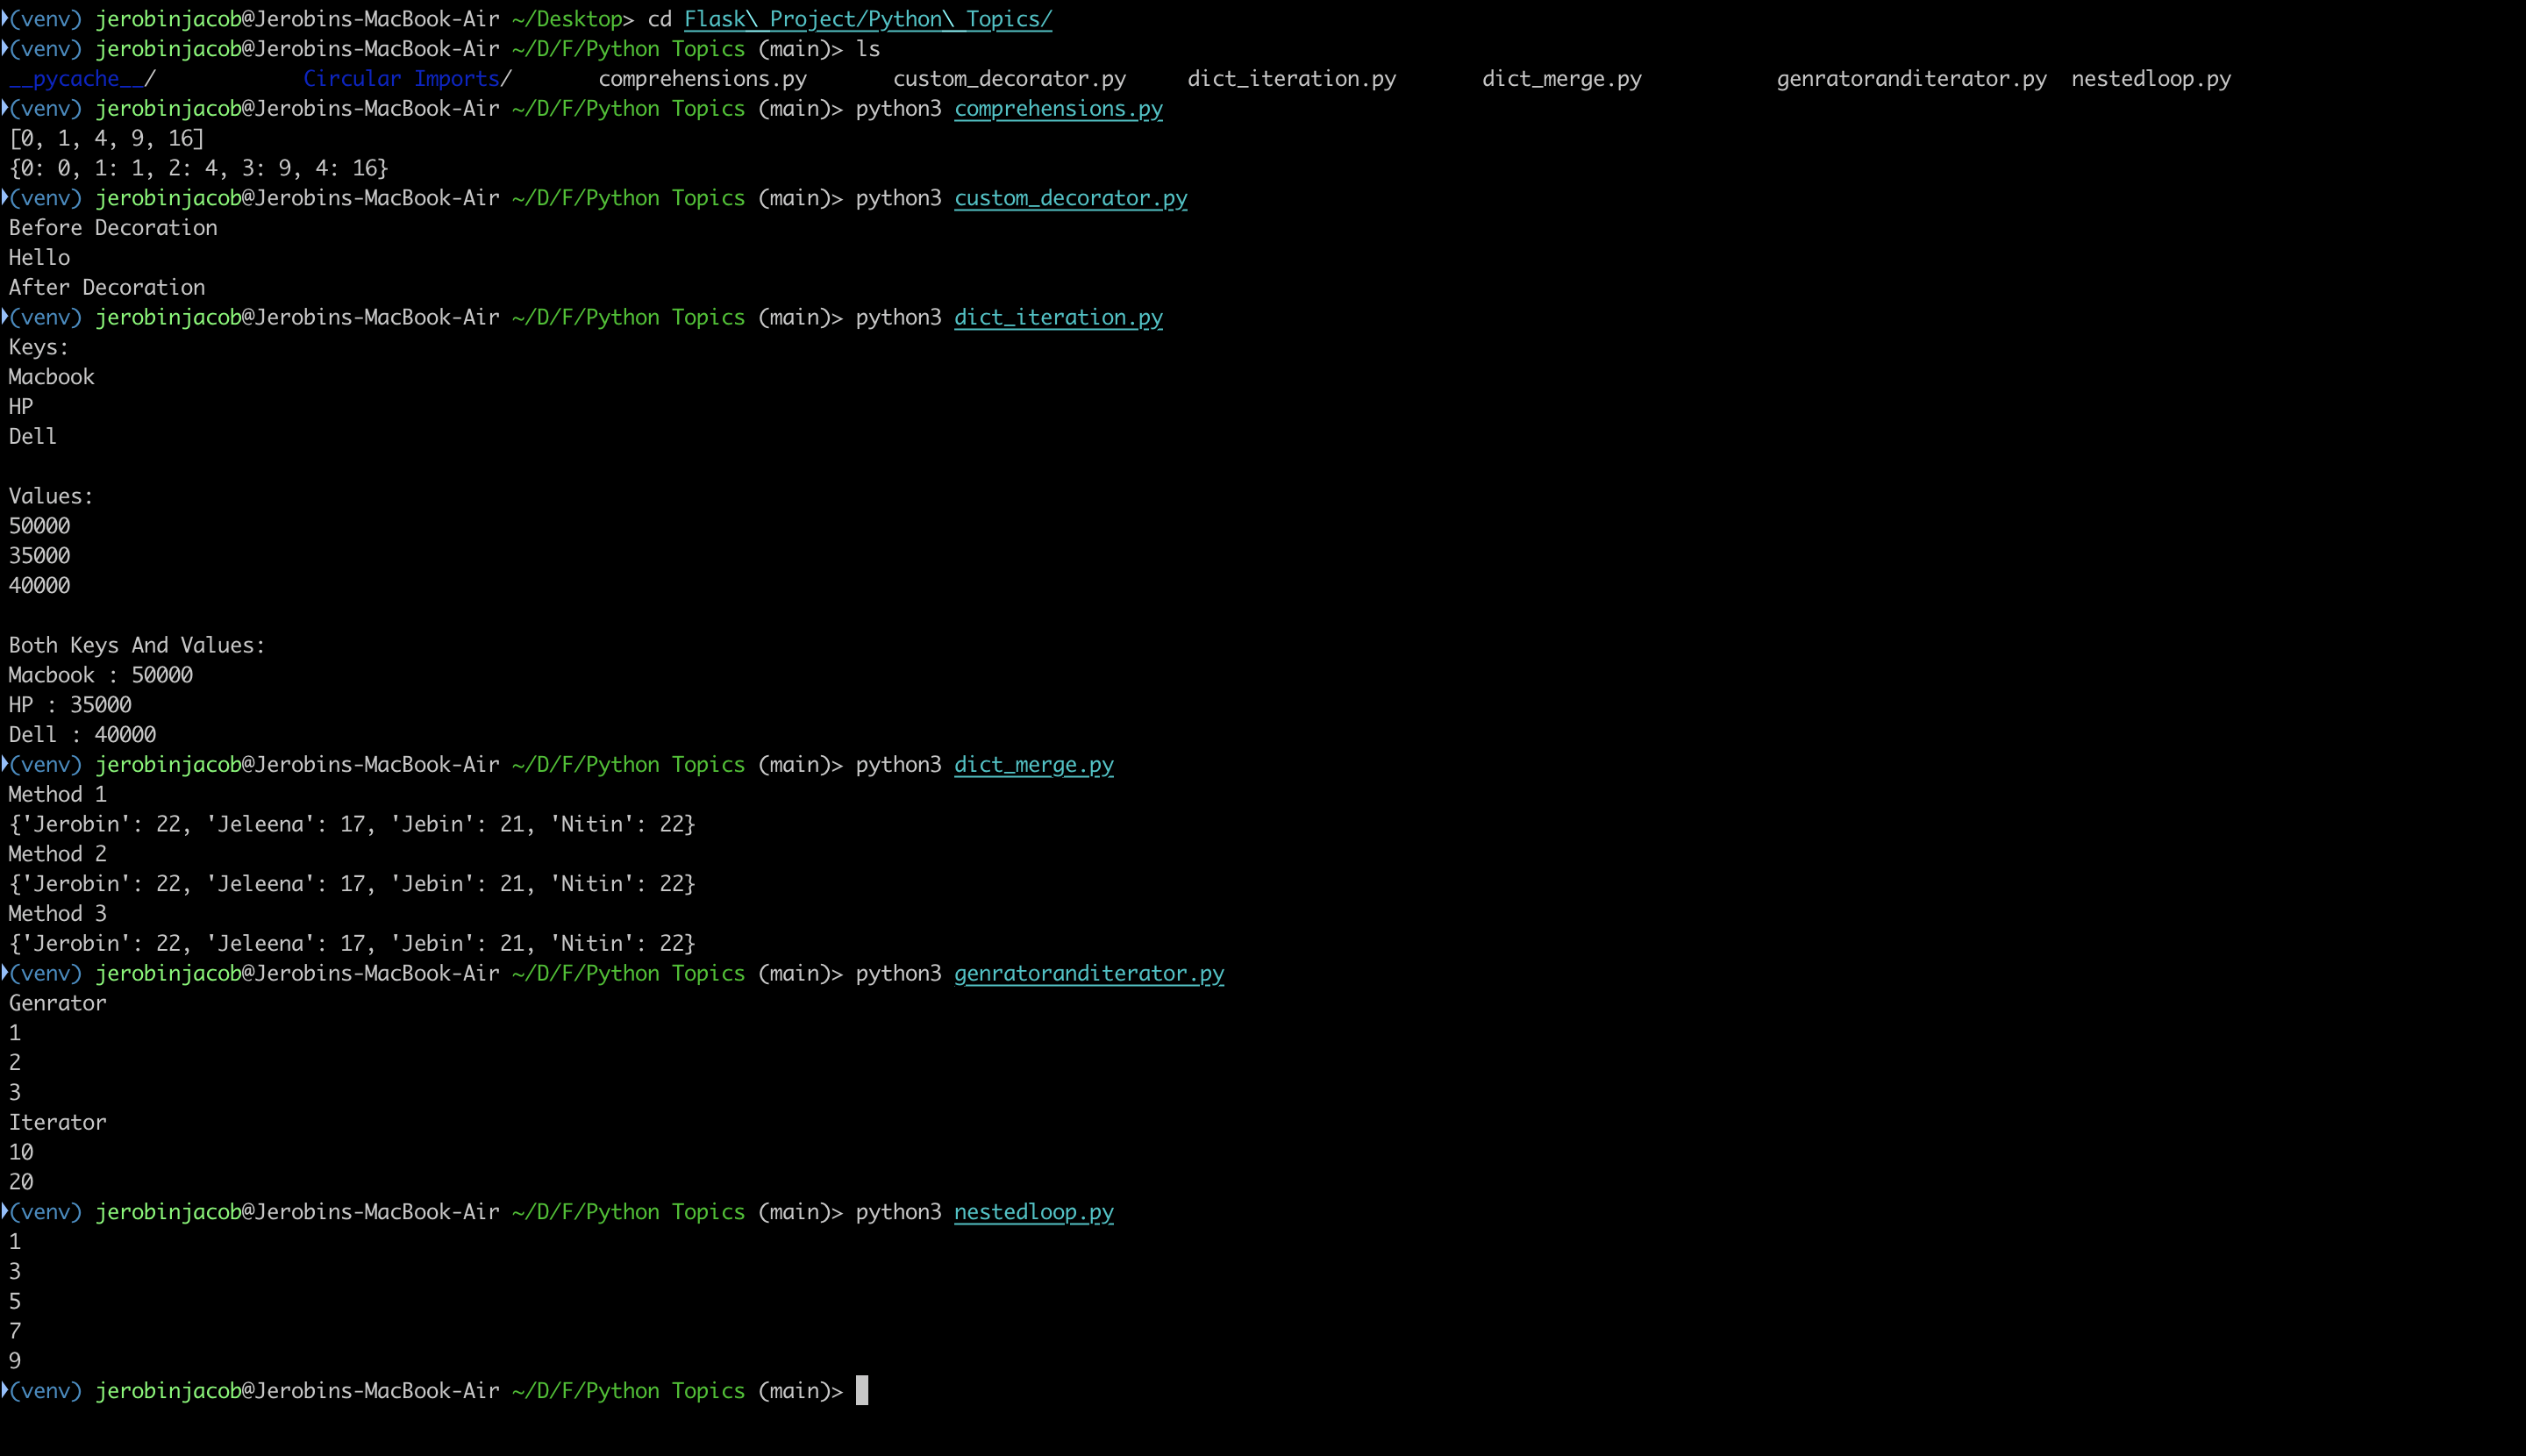 (venv) jerobinjacob@Jerobins-MacBook-Air ~/Desktop> cd Flask\ Project/Python\ Topics/
(venv) jerobinjacob@Jerobins-MacBook-Air ~/D/F/Python Topics (main)> ls
__pycache__/ Circular Imports/ comprehensions.py custom_decorator.py dict_iteration.py dict_merge.py genratoranditerator.py nestedloop.py
(venv) jerobinjacob@Jerobins-MacBook-Air ~/D/F/Python Topics (main)> python3 comprehensions.py
[0, 1, 4, 9, 16]
{0: 0, 1: 1, 2: 4, 3: 9, 4: 16}
(venv) jerobinjacob@Jerobins-MacBook-Air ~/D/F/Python Topics (main)> python3 custom_decorator.py
Before Decoration
Hello
After Decoration
(venv) jerobinjacob@Jerobins-MacBook-Air ~/D/F/Python Topics (main)> python3 dict_iteration.py
Keys:
Macbook
HP
Dell
Values:
50000
35000
40000
Both Keys And Values:
Macbook : 50000
HP : 35000
Dell : 40000
(venv) jerobinjacob@Jerobins-MacBook-Air ~/D/F/Python Topics (main)> python3 dict_merge.py
Method 1
{'Jerobin': 22, 'Jeleena': 17, 'Jebin': 21, 'Nitin': 22}
Method 2
{'Jerobin': 22, 'Jeleena': 17, 'Jebin': 21, 'Nitin': 22}
Method 3
{'Jerobin': 22, 'Jeleena': 17, 'Jebin': 21, 'Nitin': 22}
(venv) jerobinjacob@Jerobins-MacBook-Air ~/D/F/Python Topics (main)> python3 genratoranditerator.py
Genrator
1
2
3
Iterator
10
20
(venv) jerobinjacob@Jerobins-MacBook-Air ~/D/F/Python Topics (main)> python3 nestedloop.py
1
3
5
7
9
(venv) jerobinjacob@Jerobins-MacBook-Air ~/D/F/Python Topics (main)>